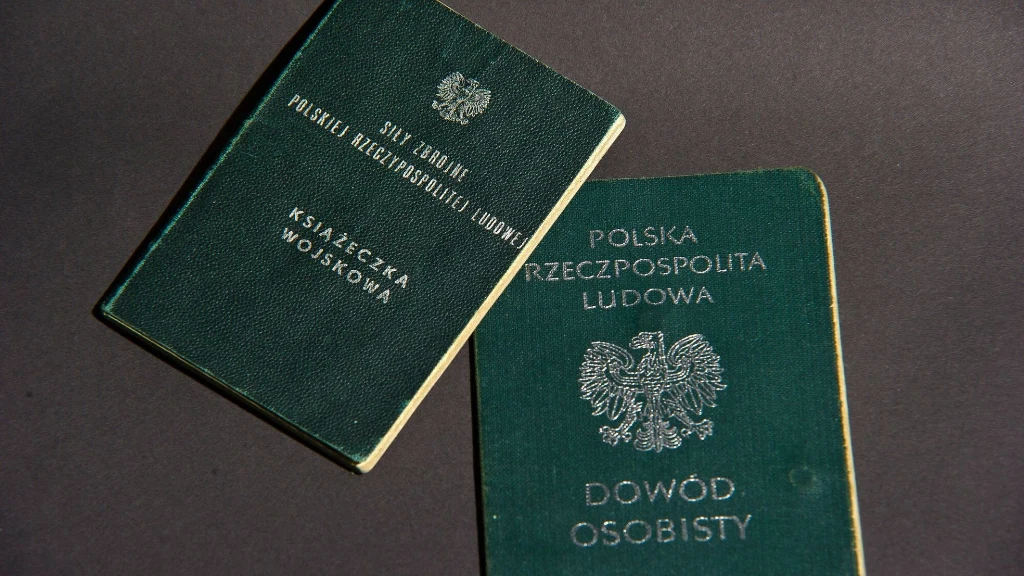 SIŁY ZBROJNE
POLSKIEJ RZECZYPOSPOLITEJ LUDOWEJ
KSIĄŻECZKA
WOJSKOWA
POLSKA
RZECZPOSPOLITA
LUDOWA
DOWÓD
OSOBISTY